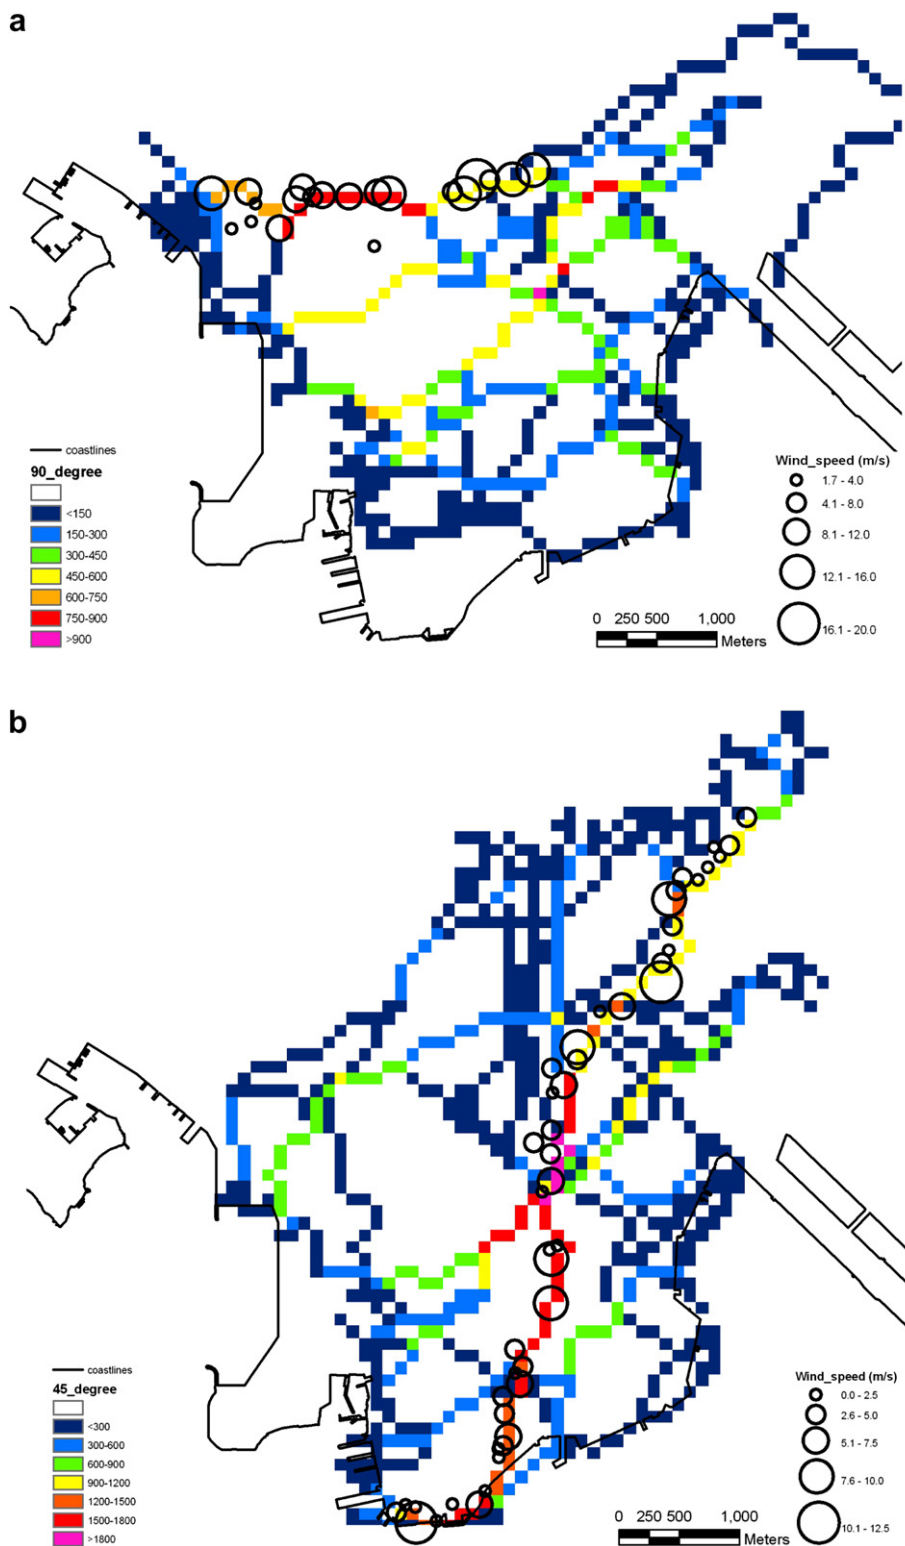 a
coastlines
90_degree
<150
150-300
300-450
450-600
600-750
750-900
>900
Wind_speed (m/s)
1.7 - 4.0
4.1 - 8.0
8.1 - 12.0
12.1 - 16.0
16.1 - 20.0
0 250 500 1,000
Meters
b
coastlines
45_degree
<300
300-600
600-900
900-1200
1200-1500
1500-1800
>1800
Wind_speed (m/s)
0.0 - 2.5
2.6 - 5.0
5.1 - 7.5
7.6 - 10.0
10.1 - 12.5
0 250 500 1,000
Meters